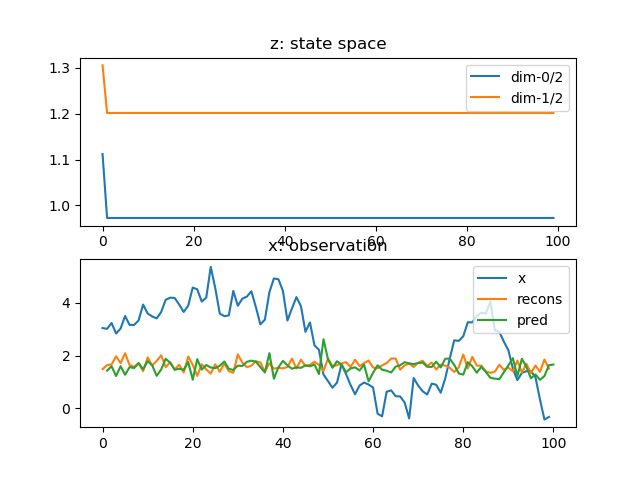 z: state space
1.3
1.2
1.1
1.0
dim-0/2
dim-1/2
0 20 40 60 80 100
x: observation
4
2
0
x
recons
pred
0 20 40 60 80 100